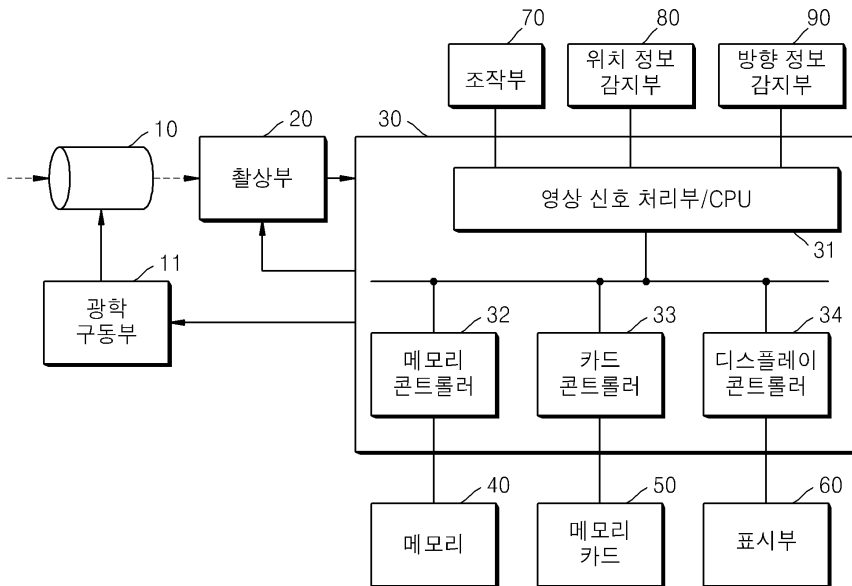 70
80
90
조작부
위치 정보
감지부
방향 정보
감지부
10
20
30
촬상부
영상 신호 처리부/CPU
31
11
광학
구동부
32
33
34
메모리
콘트롤러
카드
콘트롤러
디스플레이
콘트롤러
40
50
60
메모리
메모리
카드
표시부